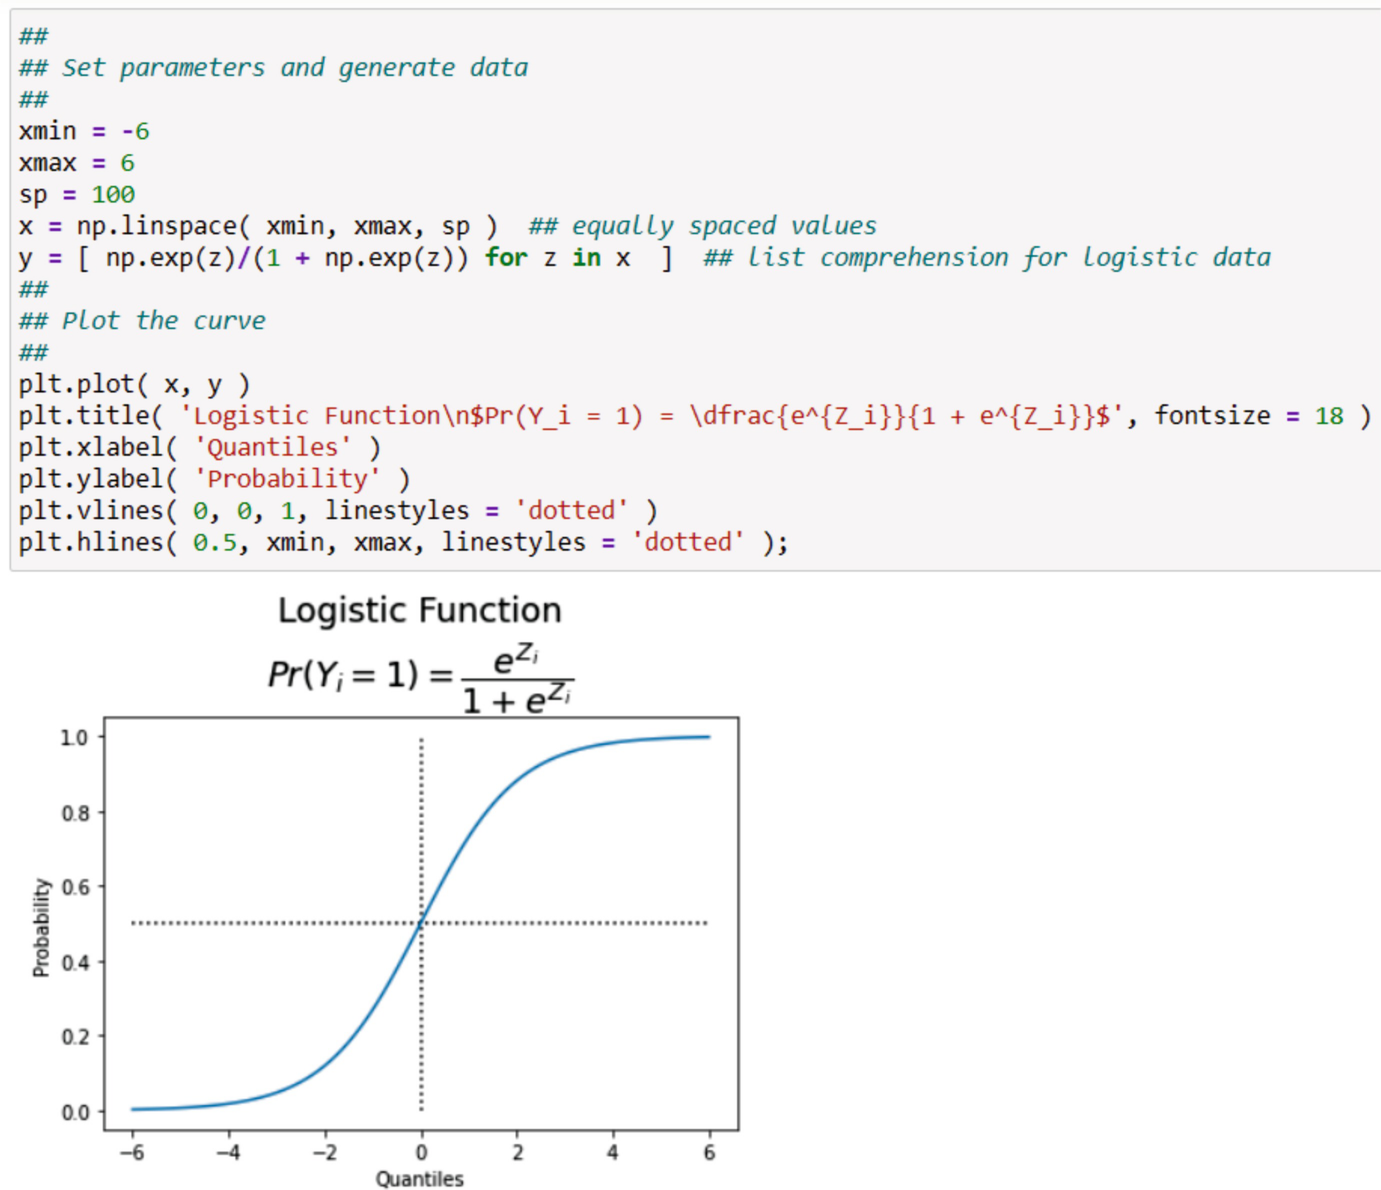 ##
## Set parameters and generate data
##
xmin = -6
xmax = 6
sp = 100
x = np.linspace( xmin, xmax, sp )  ## equally spaced values
y = [ np.exp(z)/(1 + np.exp(z)) for z in x  ]  ## list comprehension for logistic data
##
## Plot the curve
##
plt.plot( x, y )
plt.title( 'Logistic Function\n$Pr(Y_i = 1) = \dfrac{e^{Z_i}}{1 + e^{Z_i}}$', fontsize = 18 )
plt.xlabel( 'Quantiles' )
plt.ylabel( 'Probability' )
plt.vlines( 0, 0, 1, linestyles = 'dotted' )
plt.hlines( 0.5, xmin, xmax, linestyles = 'dotted' );
Logistic Function
Pr(Y_i = 1) = \frac{e^{Z_i}}{1 + e^{Z_i}}
1.0
0.8
0.6
0.4
0.2
0.0
Probability
−6 −4 −2 0 2 4 6
Quantiles